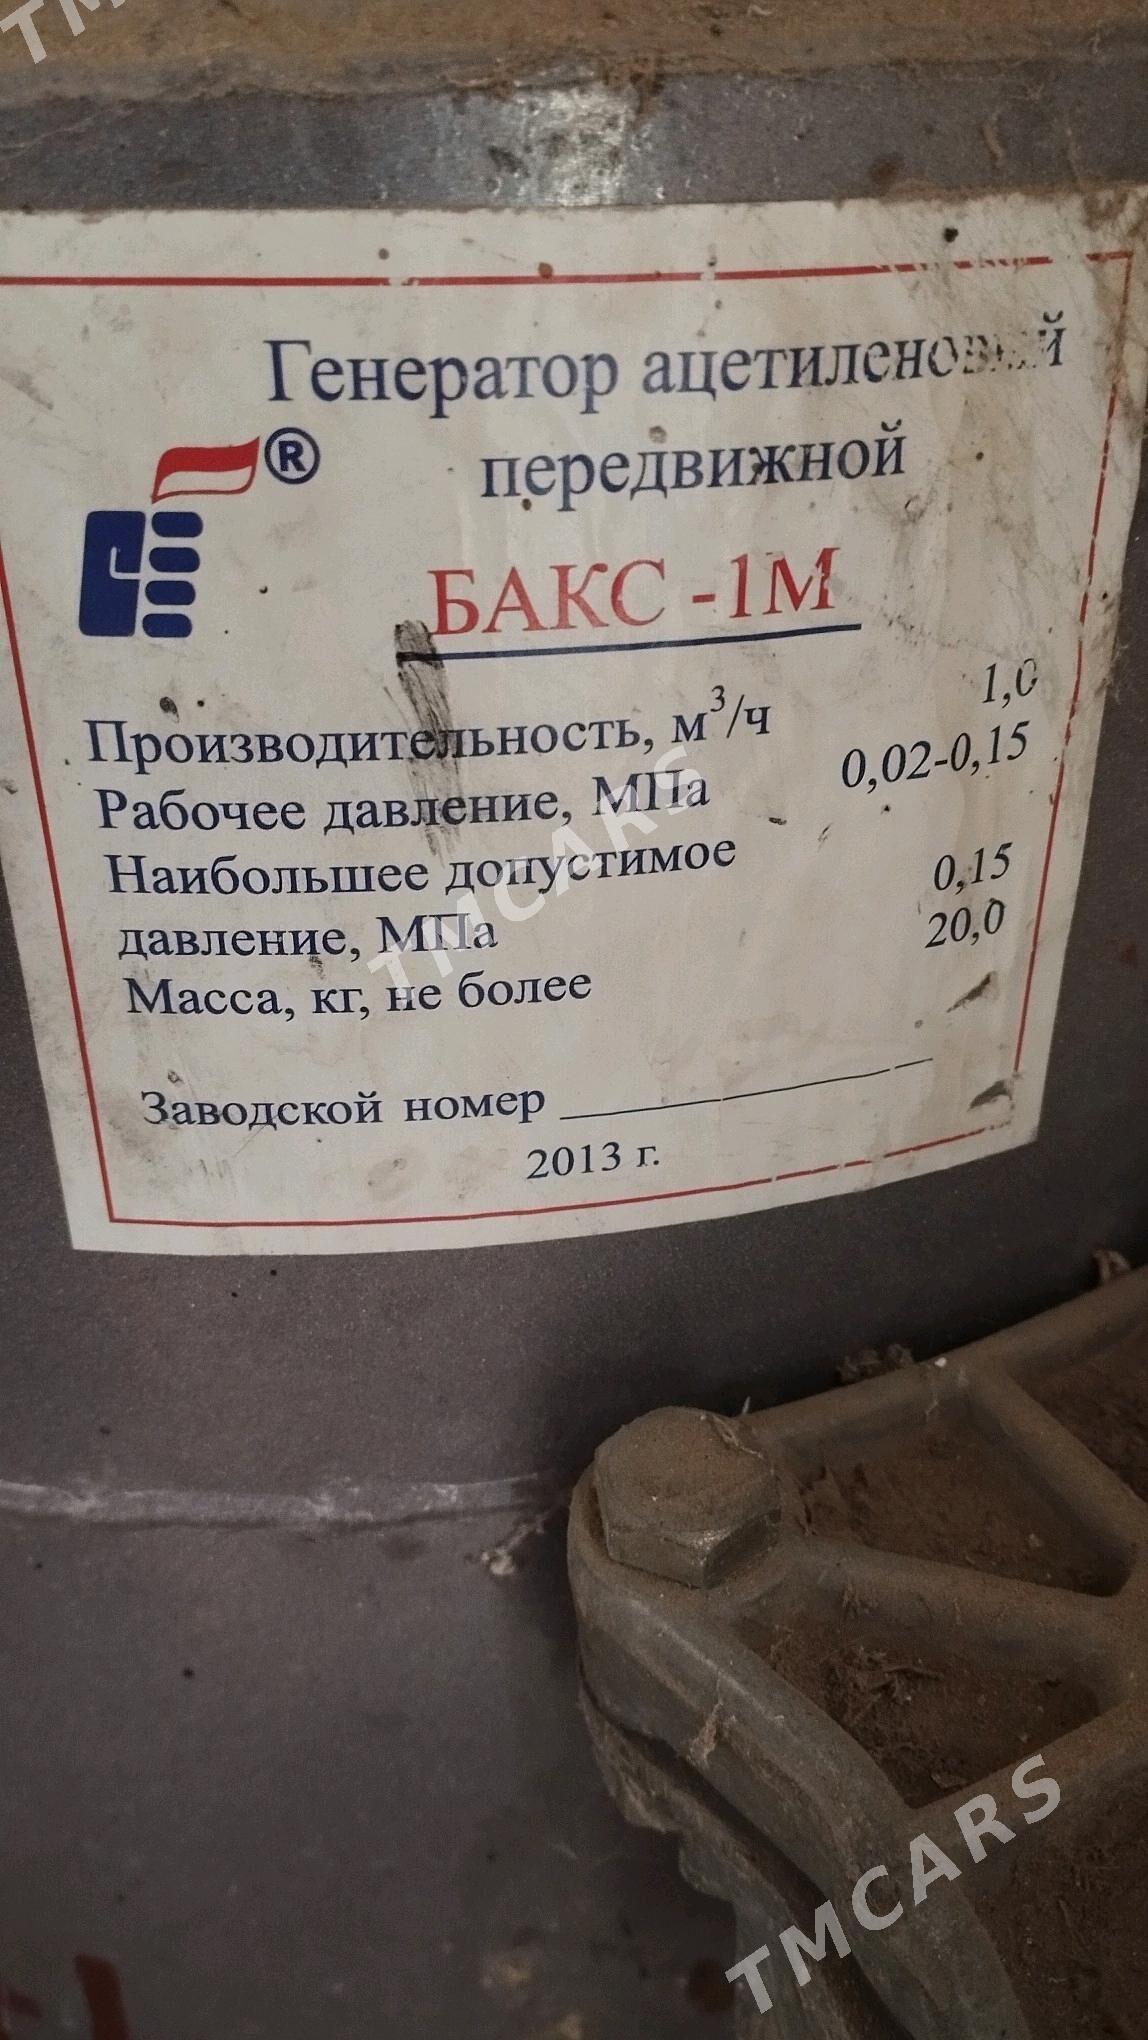 TM
Генератор ацетиленовый
®
передвижной
БАКС -1М
Производительность, м³/ч 1,0
Рабочее давление, МПа 0,02-0,15
Наибольшее допустимое
давление, МПа 0,15
Масса, кг, не более 20,0
TMCARS
Заводской номер
2013 г.
TMCARS